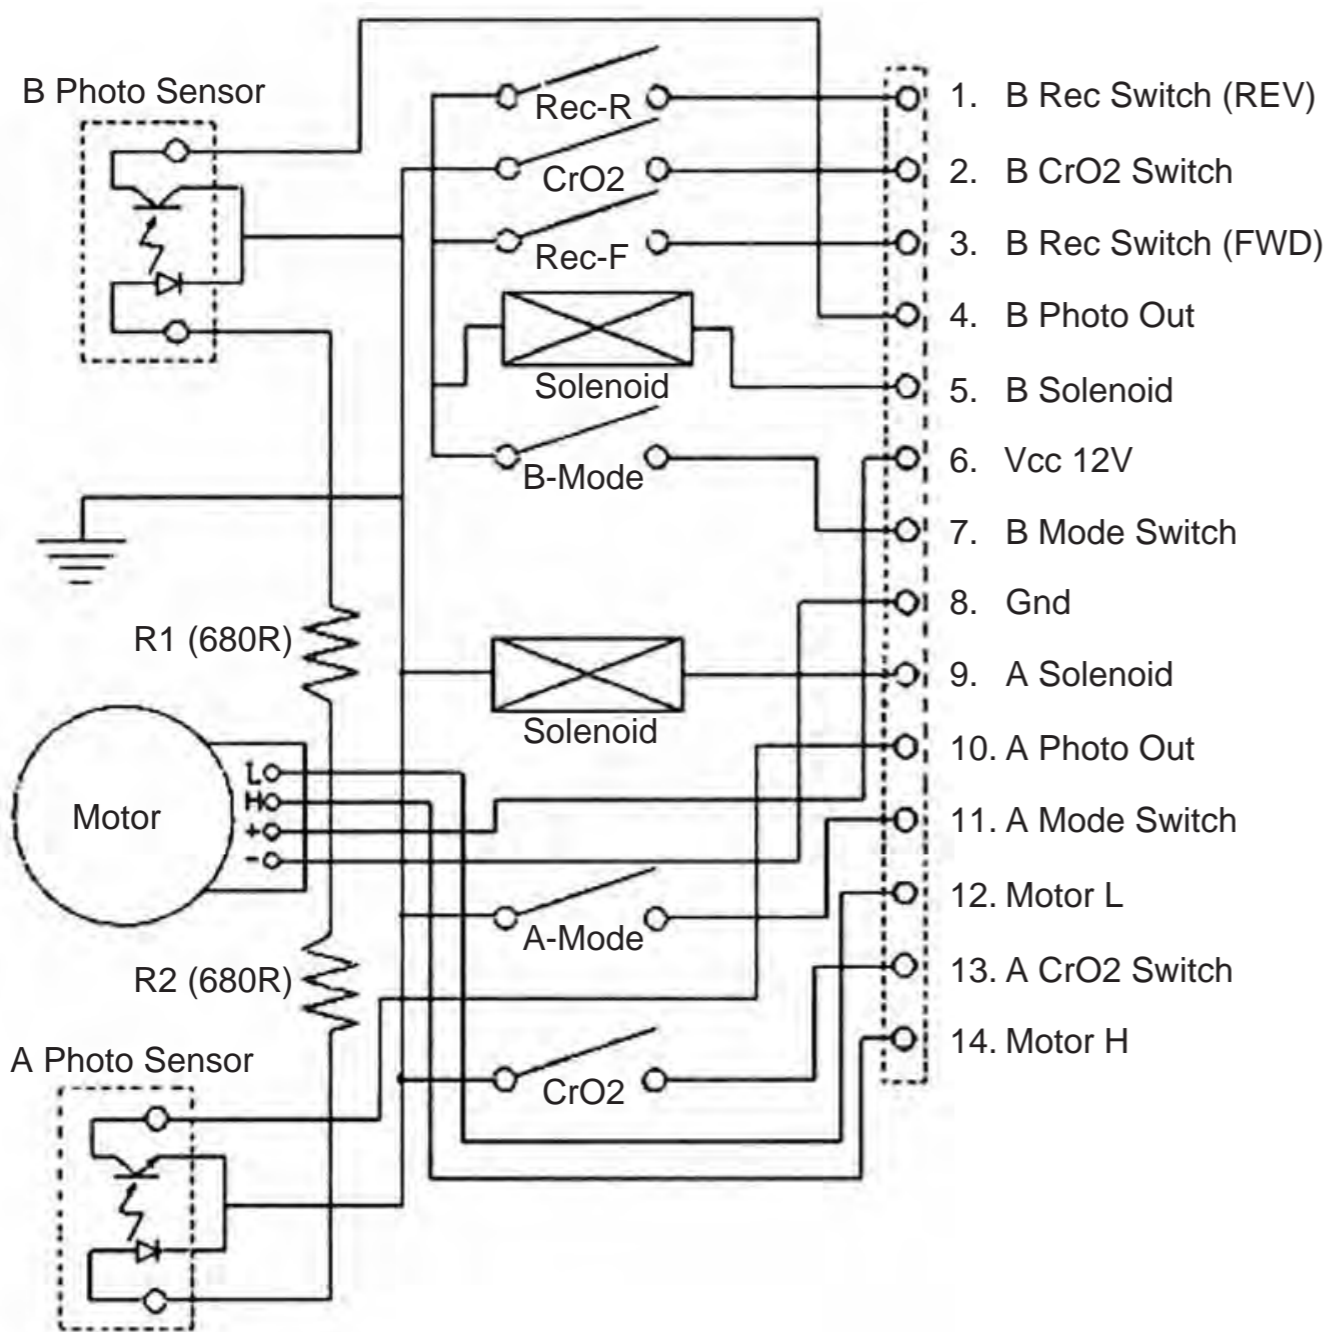 B Photo Sensor
Rec-R
CrO2
Rec-F
Solenoid
B-Mode
R1 (680R)
Solenoid
Motor
L
H
+
-
A-Mode
R2 (680R)
A Photo Sensor
CrO2
1. B Rec Switch (REV)
2. B CrO2 Switch
3. B Rec Switch (FWD)
4. B Photo Out
5. B Solenoid
6. Vcc 12V
7. B Mode Switch
8. Gnd
9. A Solenoid
10. A Photo Out
11. A Mode Switch
12. Motor L
13. A CrO2 Switch
14. Motor H